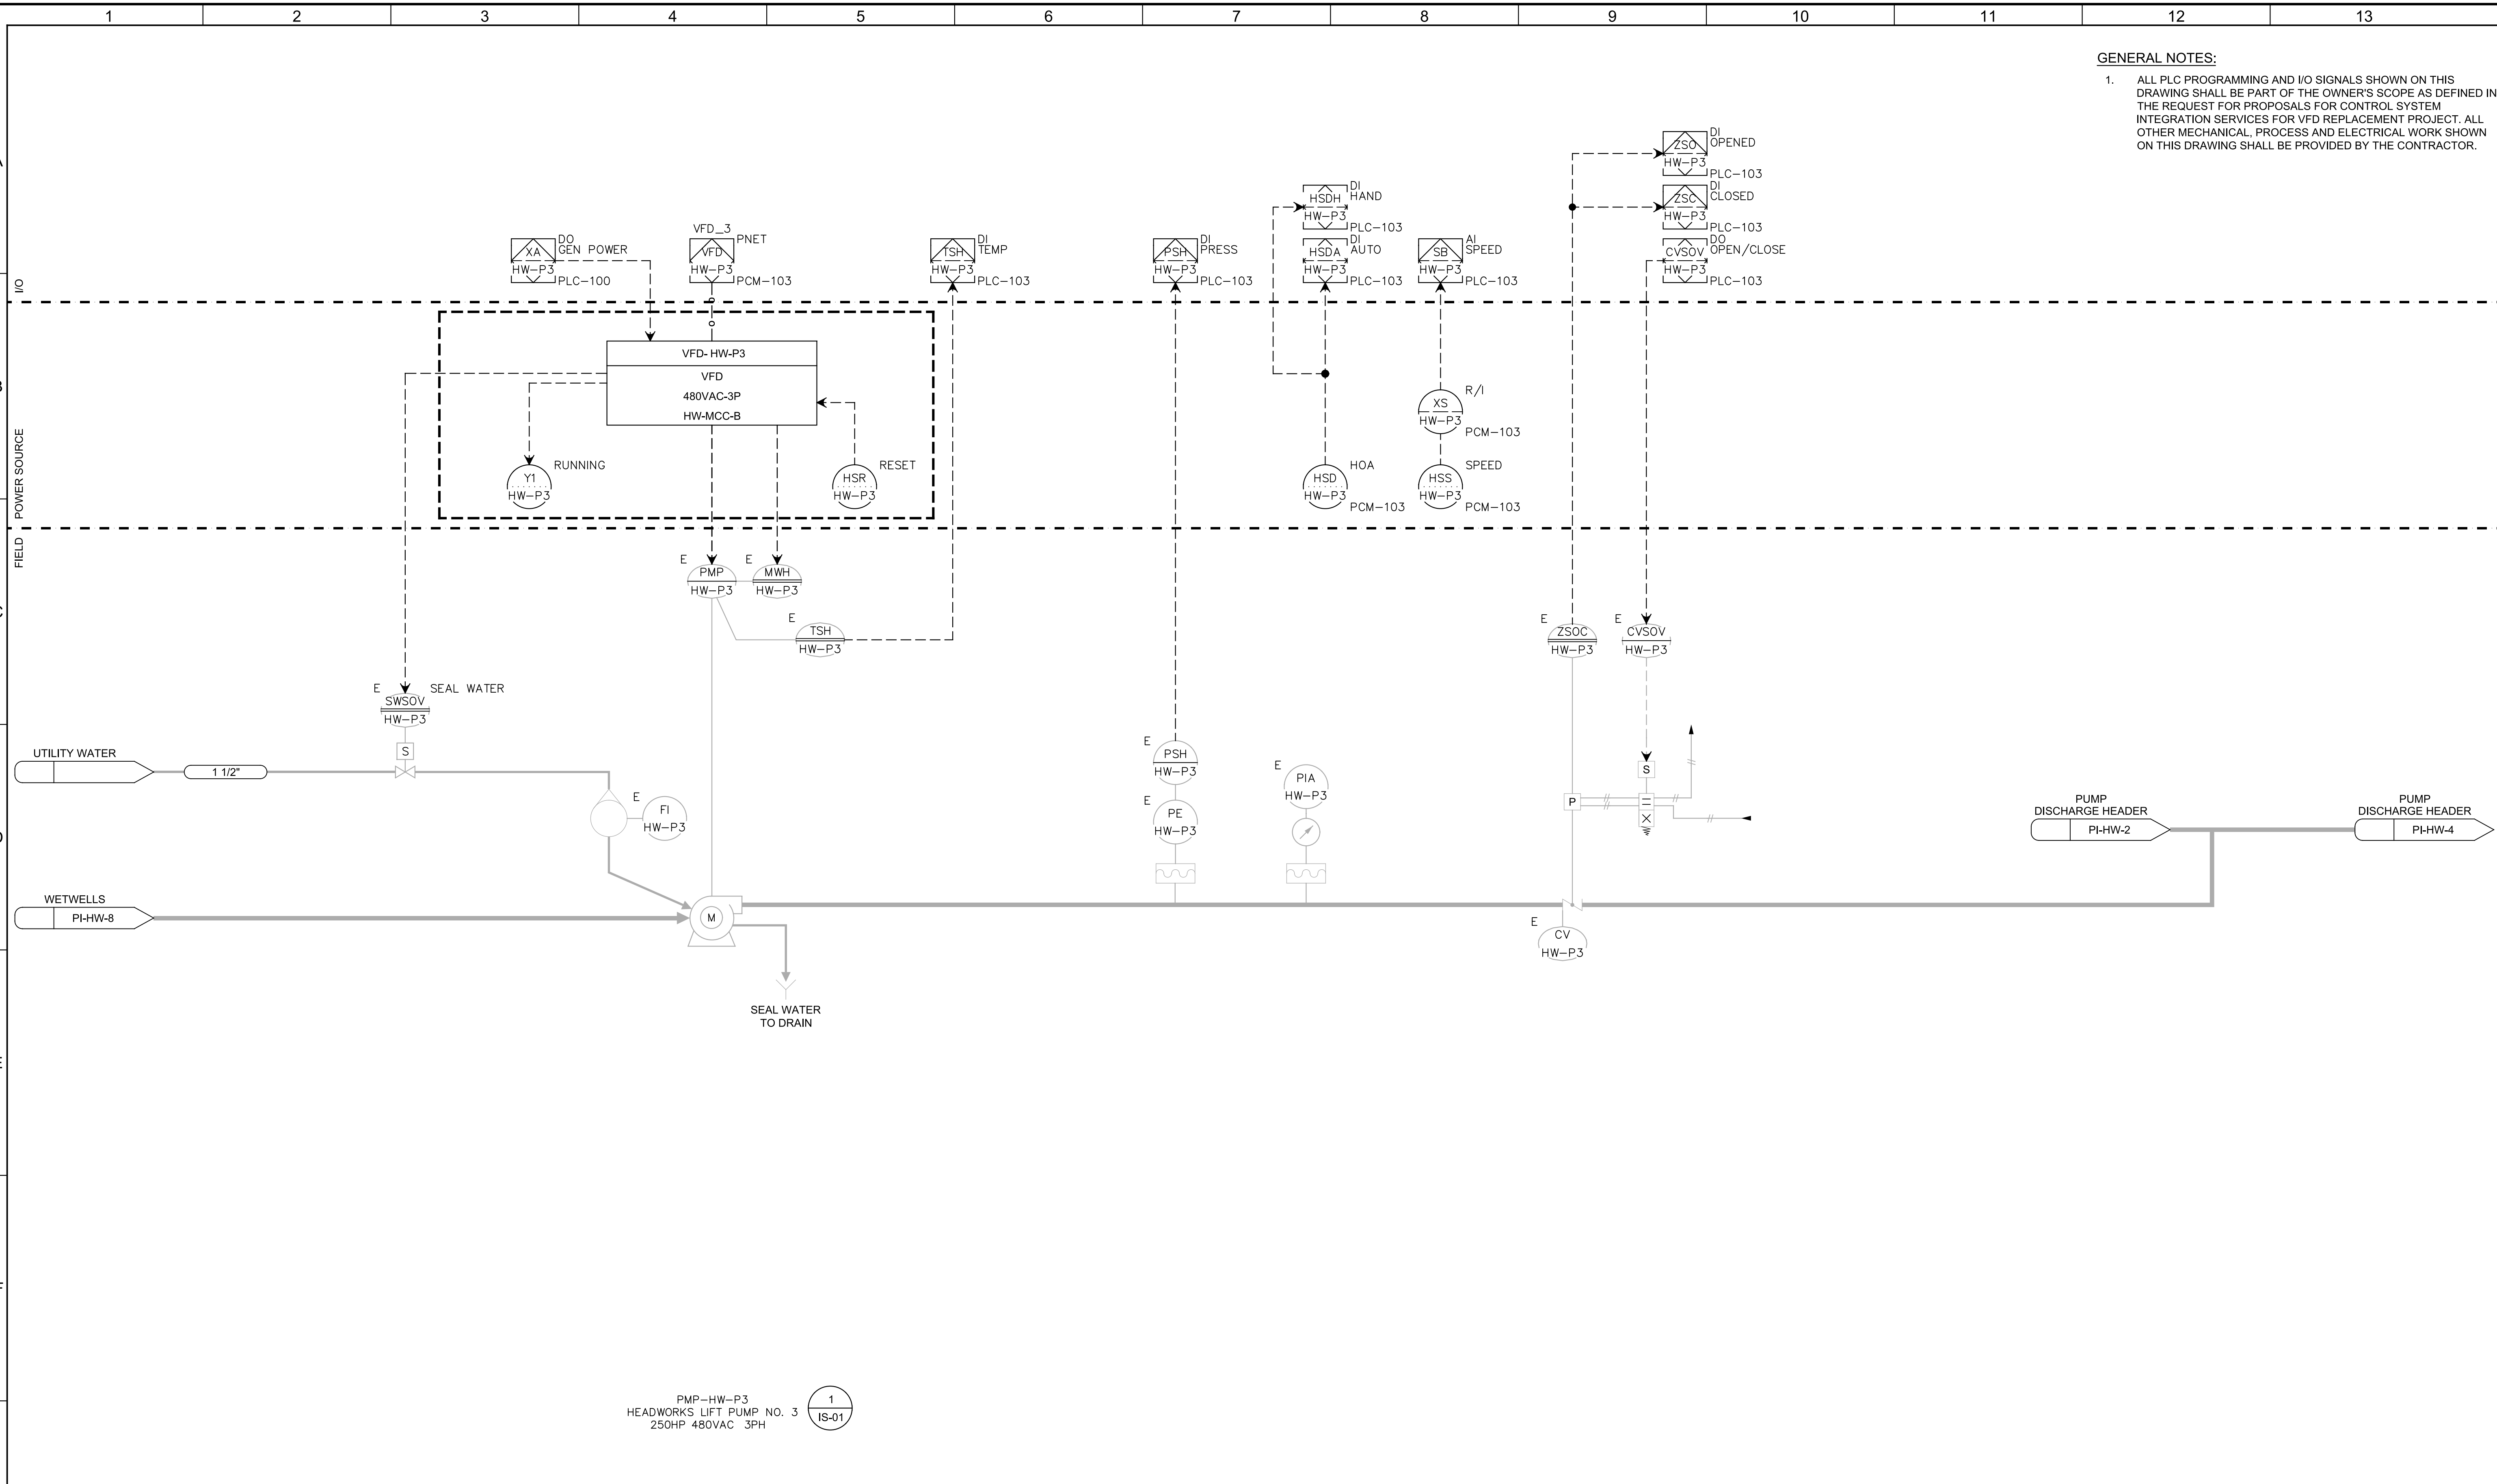 1 2 3 4 5 6 7 8 9 10 11 12 13
GENERAL NOTES:
1. ALL PLC PROGRAMMING AND I/O SIGNALS SHOWN ON THIS
DRAWING SHALL BE PART OF THE OWNER'S SCOPE AS DEFINED IN
THE REQUEST FOR PROPOSALS FOR CONTROL SYSTEM
INTEGRATION SERVICES FOR VFD REPLACEMENT PROJECT. ALL
OTHER MECHANICAL, PROCESS AND ELECTRICAL WORK SHOWN
ON THIS DRAWING SHALL BE PROVIDED BY THE CONTRACTOR.
I/O
POWER SOURCE
FIELD
DO
GEN POWER
XA
HW-P3
PLC-100
VFD_3
PNET
VFD
HW-P3
PCM-103
DI
TEMP
TSH
HW-P3
PLC-103
DI
PRESS
PSH
HW-P3
PLC-103
DI
HAND
HSDH
HW-P3
PLC-103
DI
AUTO
HSDA
HW-P3
PLC-103
AI
SPEED
SB
HW-P3
PLC-103
DI
OPENED
ZSO
HW-P3
PLC-103
DI
CLOSED
ZSC
HW-P3
PLC-103
DO
OPEN/CLOSE
CVSOV
HW-P3
PLC-103
VFD- HW-P3
VFD
480VAC-3P
HW-MCC-B
RUNNING
Y1
HW-P3
RESET
HSR
HW-P3
HOA
HSD
HW-P3
PCM-103
R/I
XS
HW-P3
PCM-103
SPEED
HSS
HW-P3
PCM-103
E
PMP
HW-P3
E
MWH
HW-P3
E
TSH
HW-P3
E
ZSOC
HW-P3
E
CVSOV
HW-P3
E
SEAL WATER
SWSOV
HW-P3
S
UTILITY WATER
1 1/2"
E
FI
HW-P3
E
PSH
HW-P3
E
PE
HW-P3
E
PIA
HW-P3
S
P
PUMP
DISCHARGE HEADER
PI-HW-2
PUMP
DISCHARGE HEADER
PI-HW-4
WETWELLS
PI-HW-8
M
E
CV
HW-P3
SEAL WATER
TO DRAIN
PMP-HW-P3
HEADWORKS LIFT PUMP NO. 3
250HP 480VAC 3PH
1
IS-01